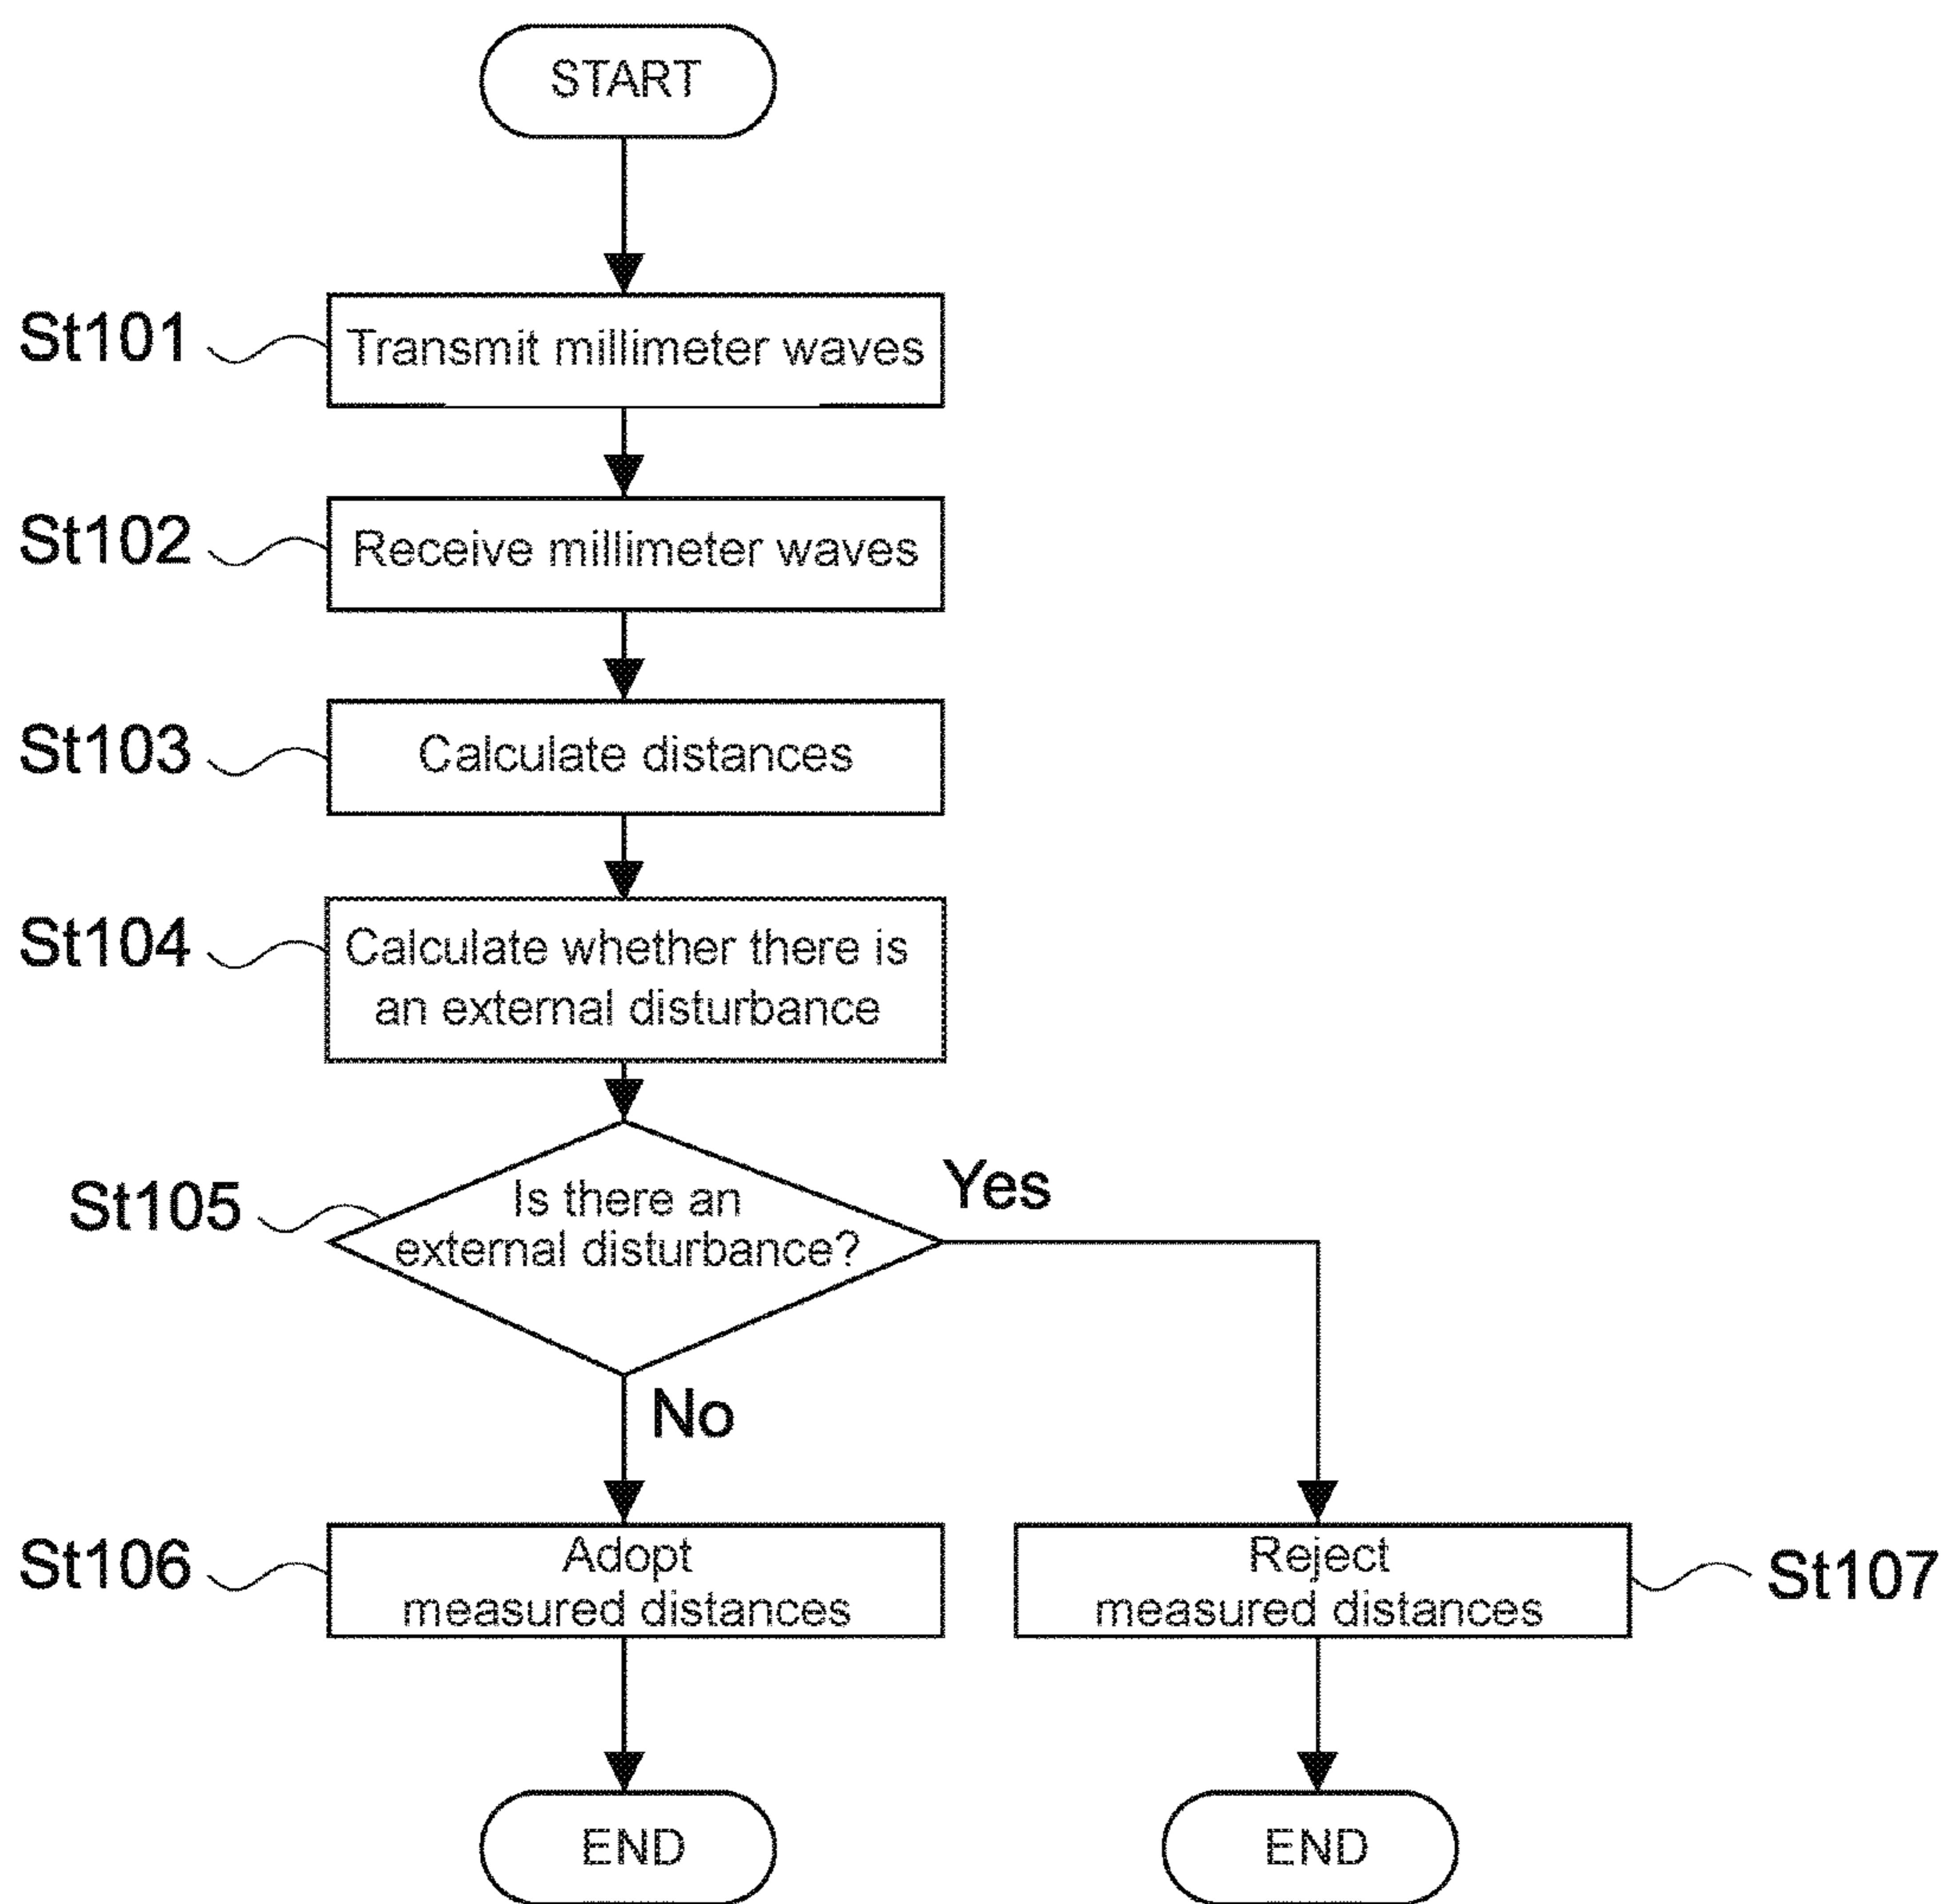 START
St101
Transmit millimeter waves
St102
Receive millimeter waves
St103
Calculate distances
St104
Calculate whether there is
an external disturbance
St105
Is there an
external disturbance?
Yes
No
St106
Adopt
measured distances
Reject
measured distances
St107
END
END